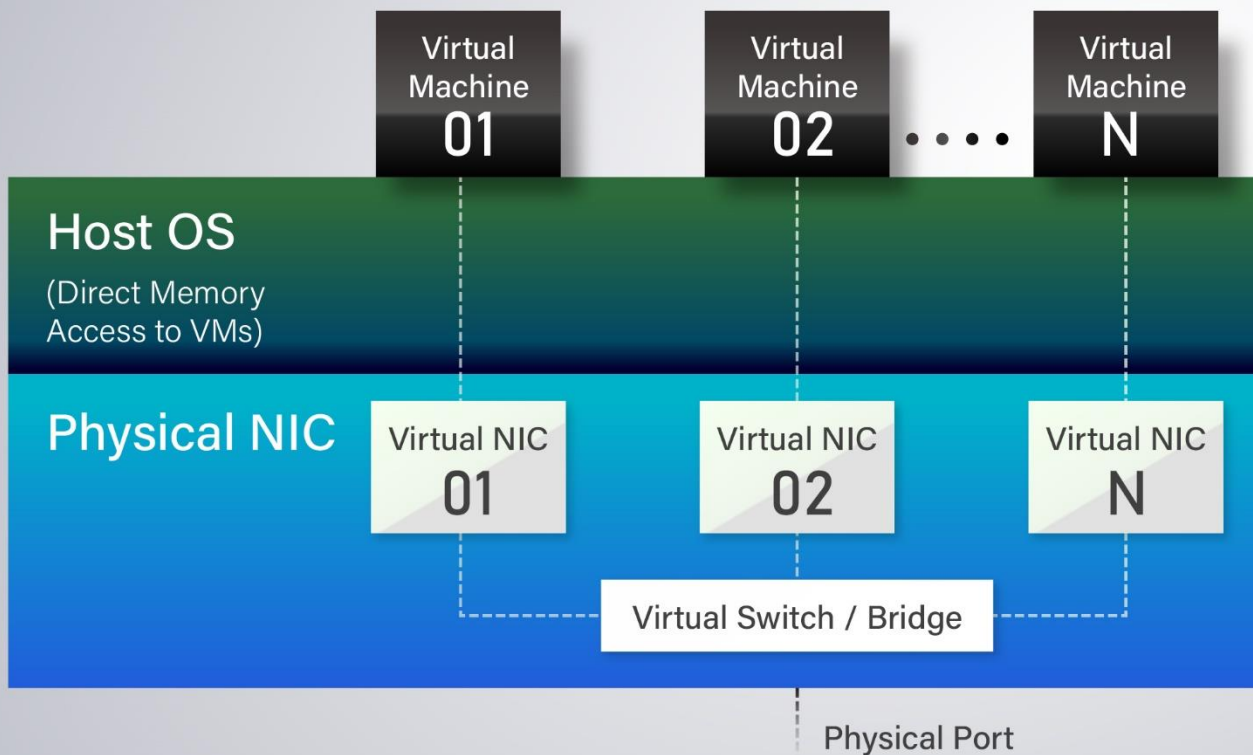 Virtual
Machine
01
Virtual
Machine
02
Virtual
Machine
N
Host OS
(Direct Memory
Access to VMs)
Physical NIC
Virtual NIC
01
Virtual NIC
02
Virtual NIC
N
Virtual Switch / Bridge
Physical Port